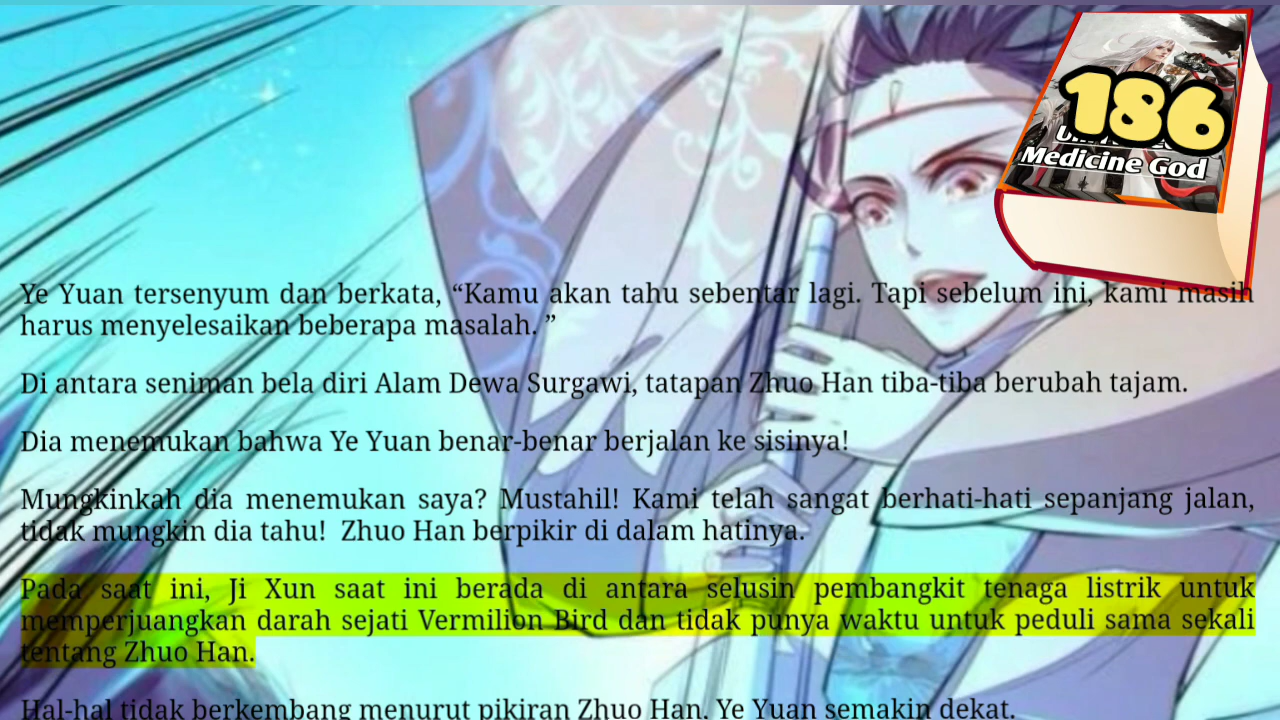 186
Medicine God
Ye Yuan tersenyum dan berkata, “Kamu akan tahu sebentar lagi. Tapi sebelum ini, kami masih
harus menyelesaikan beberapa masalah. ”
Di antara seniman bela diri Alam Dewa Surgawi, tatapan Zhuo Han tiba-tiba berubah tajam.
Dia menemukan bahwa Ye Yuan benar-benar berjalan ke sisinya!
Mungkinkah dia menemukan saya? Mustahil! Kami telah sangat berhati-hati sepanjang jalan,
tidak mungkin dia tahu!  Zhuo Han berpikir di dalam hatinya.
Pada saat ini, Ji Xun saat ini berada di antara selusin pembangkit tenaga listrik untuk
memperjuangkan darah sejati Vermilion Bird dan tidak punya waktu untuk peduli sama sekali
tentang Zhuo Han.
Hal-hal tidak berkembang menurut pikiran Zhuo Han. Ye Yuan semakin dekat.